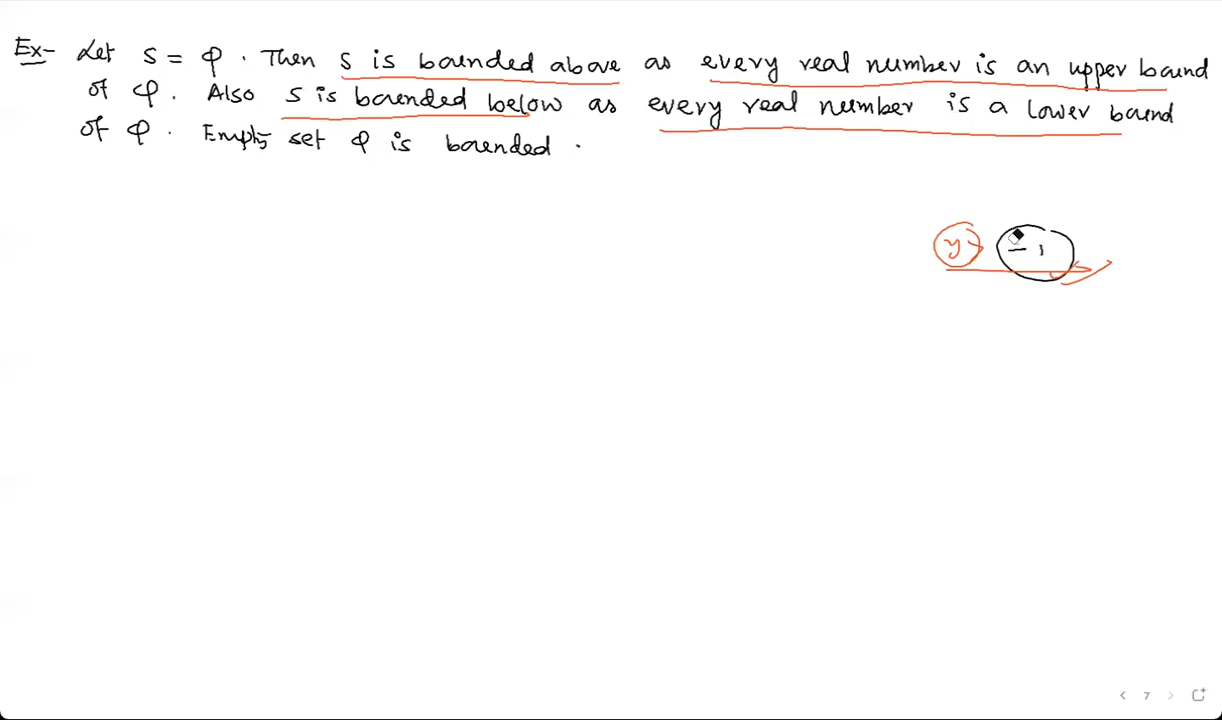 Ex- Let S = φ. Then S is bounded above as every real number is an upper bound
of φ. Also S is bounded below as every real number is a lower bound
of φ. Empty set φ is bounded.
y
7